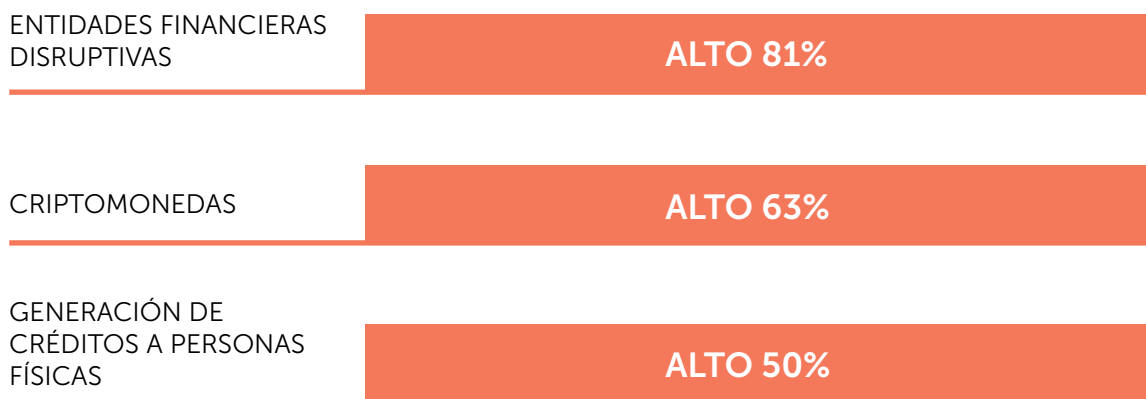 ENTIDADES FINANCIERAS
DISRUPTIVAS
ALTO 81%
CRIPTOMONEDAS
ALTO 63%
GENERACIÓN DE
CRÉDITOS A PERSONAS
FÍSICAS
ALTO 50%